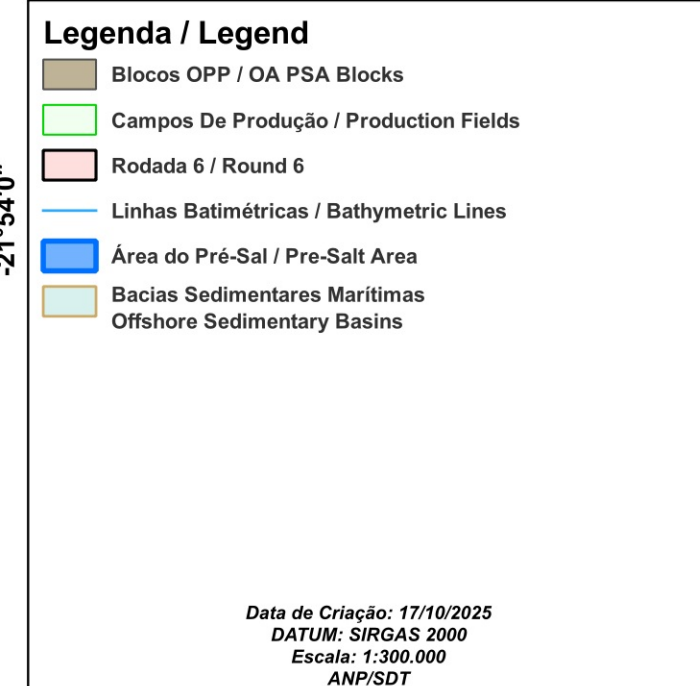 Legenda / Legend
Blocos OPP / OA PSA Blocks
Campos De Produção / Production Fields
Rodada 6 / Round 6
Linhas Batimétricas / Bathymetric Lines
Área do Pré-Sal / Pre-Salt Area
Bacias Sedimentares Marítimas
Offshore Sedimentary Basins
-21°54'0"
Data de Criação: 17/10/2025
DATUM: SIRGAS 2000
Escala: 1:300.000
ANP/SDT